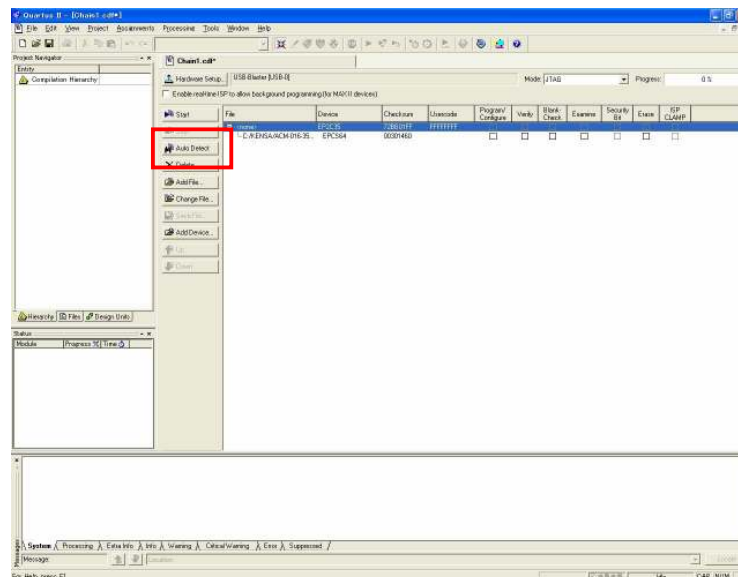 Quartus II - [Chain1.cdf*]
File Edit View Project Assignments Processing Tools Window Help
Project Navigator
Entity
Compilation Hierarchy
Hierarchy Files Design Units
Status
Module Progress % Time
Chain1.cdf*
Hardware Setup... USB-Blaster [USB-0] Mode: JTAG Progress: 0 %
Enable real-time ISP to allow background programming (for MAX II devices)
Start
Auto Detect
Delete
Add File...
Change File...
Save File
Add Device...
Up
Down
File Device Checksum Usercode Program/Configure Verify Blank-Check Examine Security Bit Erase ISP CLAMP
EP2C35 FFFFFFFF
EPCS64
Messages
System Processing Extra Info Info Warning Critical Warning Error Suppressed
Message: Location: Locate
For Help, press F1 Idle CAP NUM